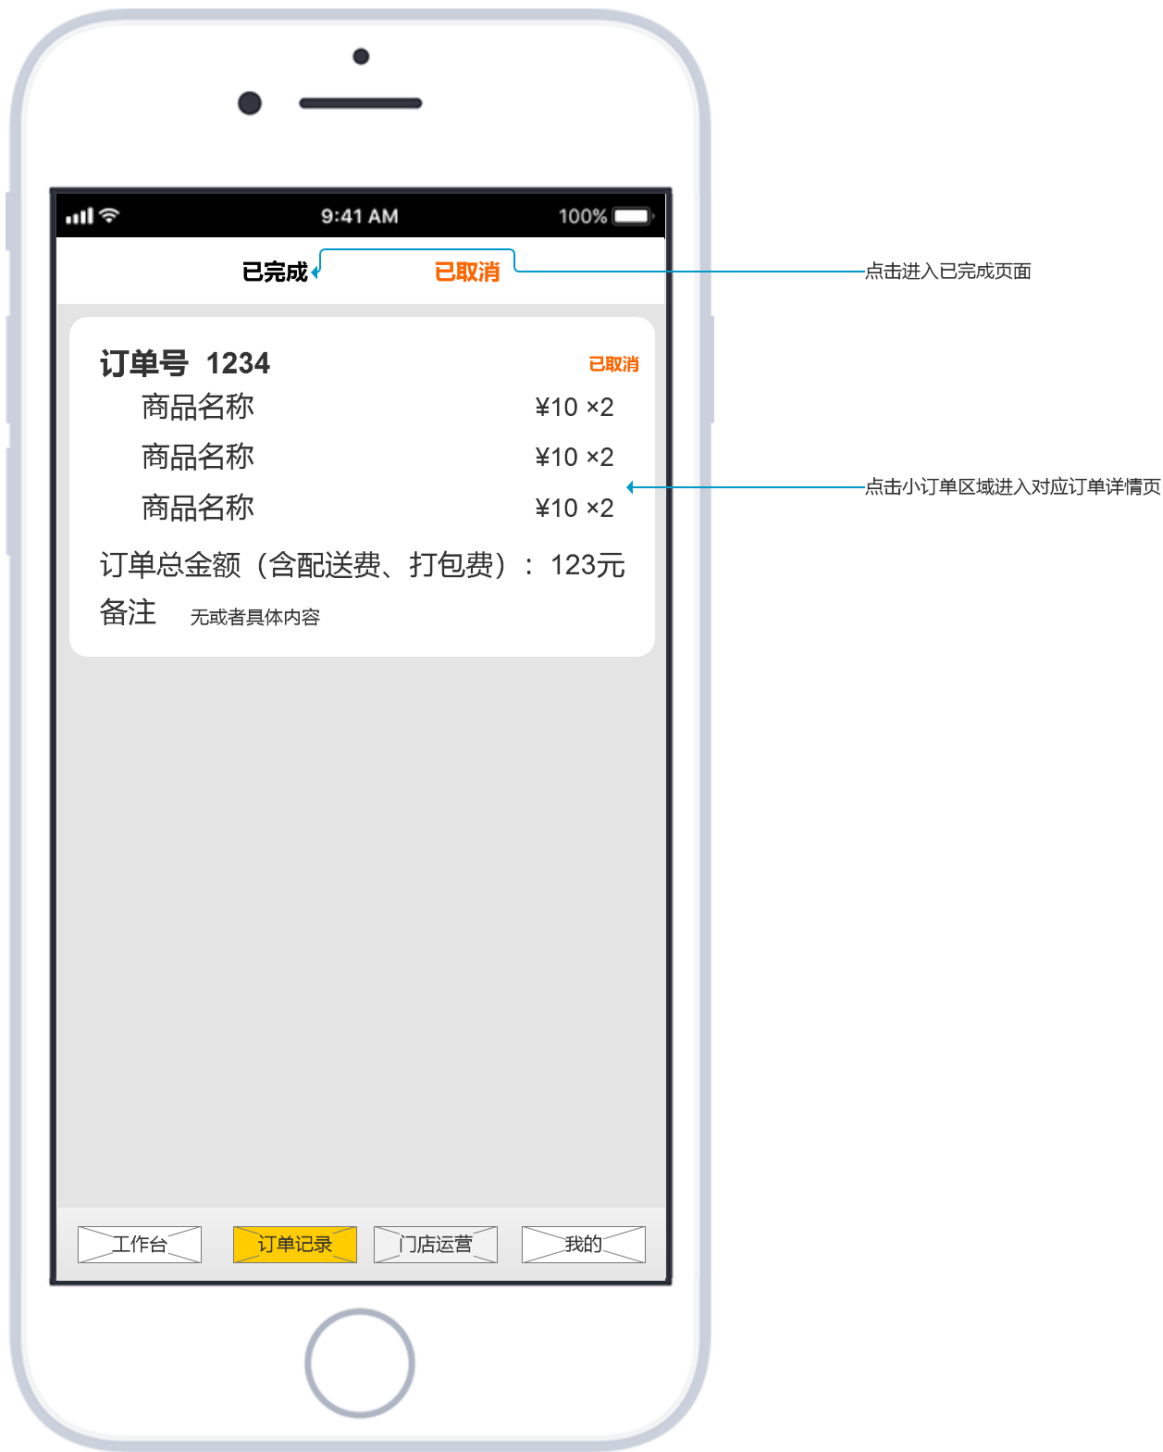 9:41 AM 100%
已完成 已取消
点击进入已完成页面
订单号 1234 已取消
商品名称 ¥10 ×2
商品名称 ¥10 ×2
点击小订单区域进入对应订单详情页
商品名称 ¥10 ×2
订单总金额（含配送费、打包费）：123元
备注 无或者具体内容
工作台 订单记录 门店运营 我的